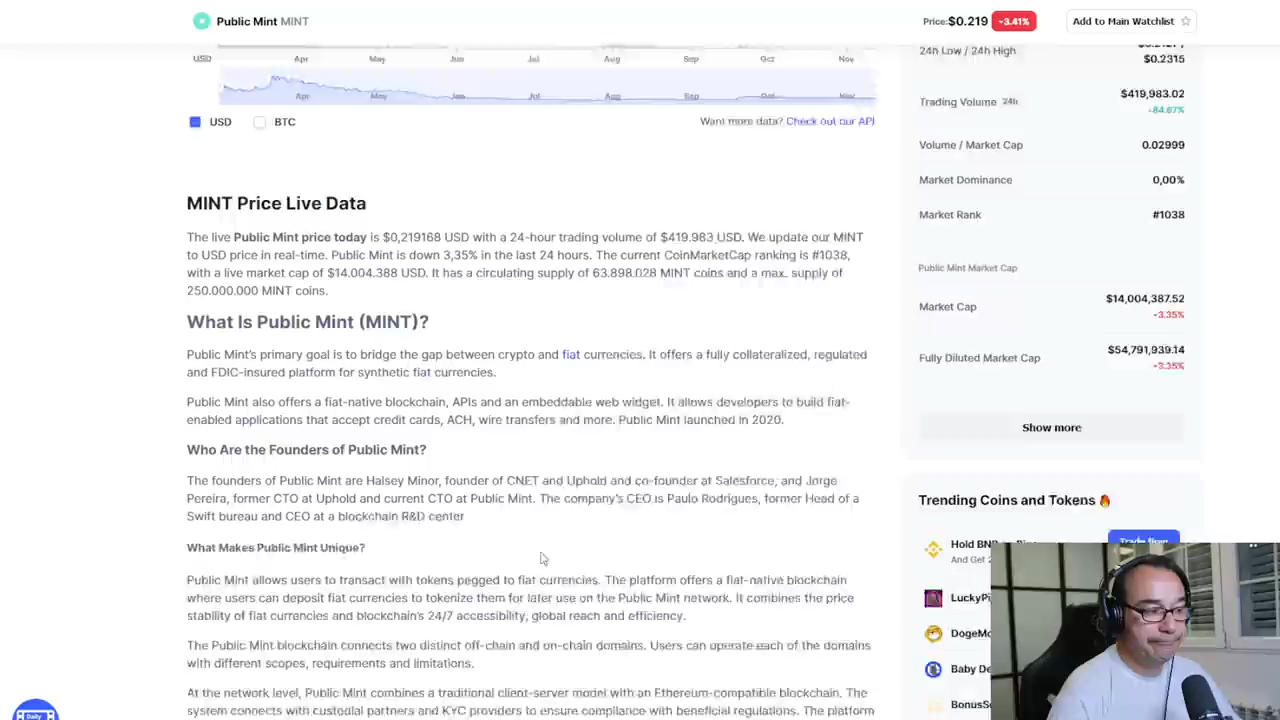 Public Mint MINT
Price:$0.219 -3.41%
Add to Main Watchlist
USD
Apr May Jun Jul Aug Sep Oct Nov
Apr May Jun Jul Aug Sep Oct Nov
USD BTC
Want more data? Check out our API
MINT Price Live Data
The live Public Mint price today is $0,219168 USD with a 24-hour trading volume of $419.983 USD. We update our MINT
to USD price in real-time. Public Mint is down 3,35% in the last 24 hours. The current CoinMarketCap ranking is #1038,
with a live market cap of $14.004.388 USD. It has a circulating supply of 63.898.028 MINT coins and a max. supply of
250.000.000 MINT coins.
What Is Public Mint (MINT)?
Public Mint's primary goal is to bridge the gap between crypto and fiat currencies. It offers a fully collateralized, regulated
and FDIC-insured platform for synthetic fiat currencies.
Public Mint also offers a fiat-native blockchain, APIs and an embeddable web widget. It allows developers to build fiat-
enabled applications that accept credit cards, ACH, wire transfers and more. Public Mint launched in 2020.
Who Are the Founders of Public Mint?
The founders of Public Mint are Halsey Minor, founder of CNET and Uphold and co-founder at Salesforce, and Jorge
Pereira, former CTO at Uphold and current CTO at Public Mint. The company's CEO is Paulo Rodrigues, former Head of a
Swift bureau and CEO at a blockchain R&D center
What Makes Public Mint Unique?
Public Mint allows users to transact with tokens pegged to fiat currencies. The platform offers a fiat-native blockchain
where users can deposit fiat currencies to tokenize them for later use on the Public Mint network. It combines the price
stability of fiat currencies and blockchain's 24/7 accessibility, global reach and efficiency.
The Public Mint blockchain connects two distinct off-chain and on-chain domains. Users can operate each of the domains
with different scopes, requirements and limitations.
At the network level, Public Mint combines a traditional client-server model with an Ethereum-compatible blockchain. The
system connects with custodial partners and KYC providers to ensure compliance with beneficial regulations. The platform
24h Low / 24h High
$0.2315
Trading Volume 24h
$419,983.02
-84.67%
Volume / Market Cap 0.02999
Market Dominance 0,00%
Market Rank #1038
Public Mint Market Cap
Market Cap
$14,004,387.52
-3.35%
Fully Diluted Market Cap
$54,791,939.14
-3.35%
Show more
Trending Coins and Tokens
Hold
And Get
Trade Now
Daily